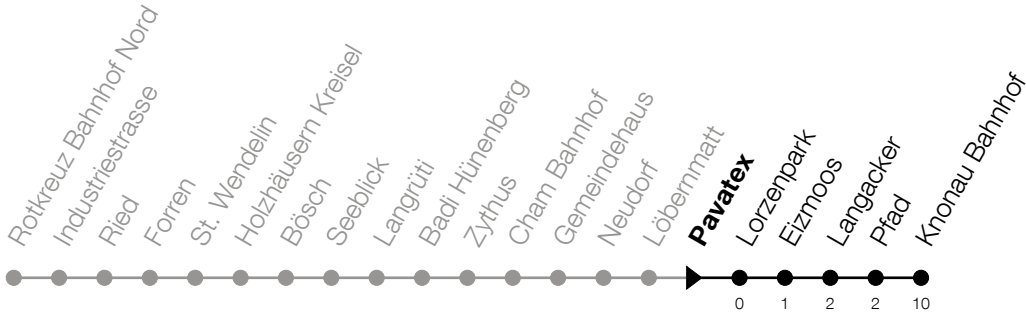 Rotkreuz Bahnhof Nord
Industriestrasse
Ried
Forren
St. Wendelin
Holzhäusern Kreisel
Bösch
Seeblick
Langrüti
Badi Hünenberg
Zythus
Cham Bahnhof
Gemeindehaus
Neudorf
Löbernmatt
Pavatex
Lorzenpark
Eizmoos
Langacker
Pfad
Knonau Bahnhof
0 1 2 2 10